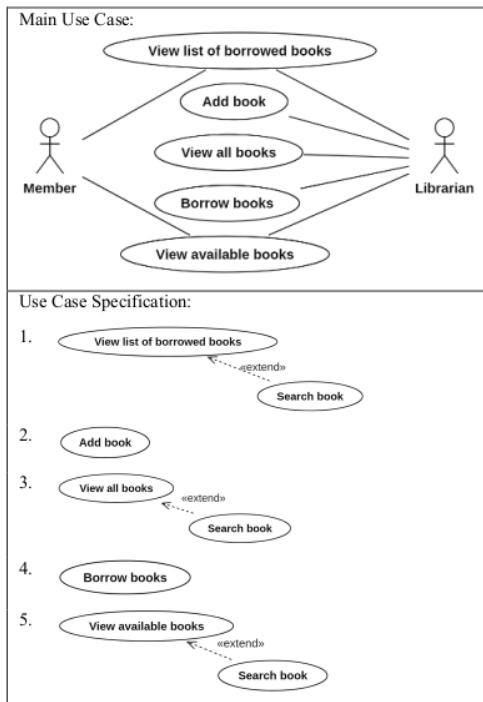 Main Use Case:
View list of borrowed books
Add book
View all books
Member
Librarian
Borrow books
View available books
Use Case Specification:
1.
View list of borrowed books
«extend»
Search book
2.
Add book
3.
View all books
«extend»
Search book
4.
Borrow books
5.
View available books
«extend»
Search book